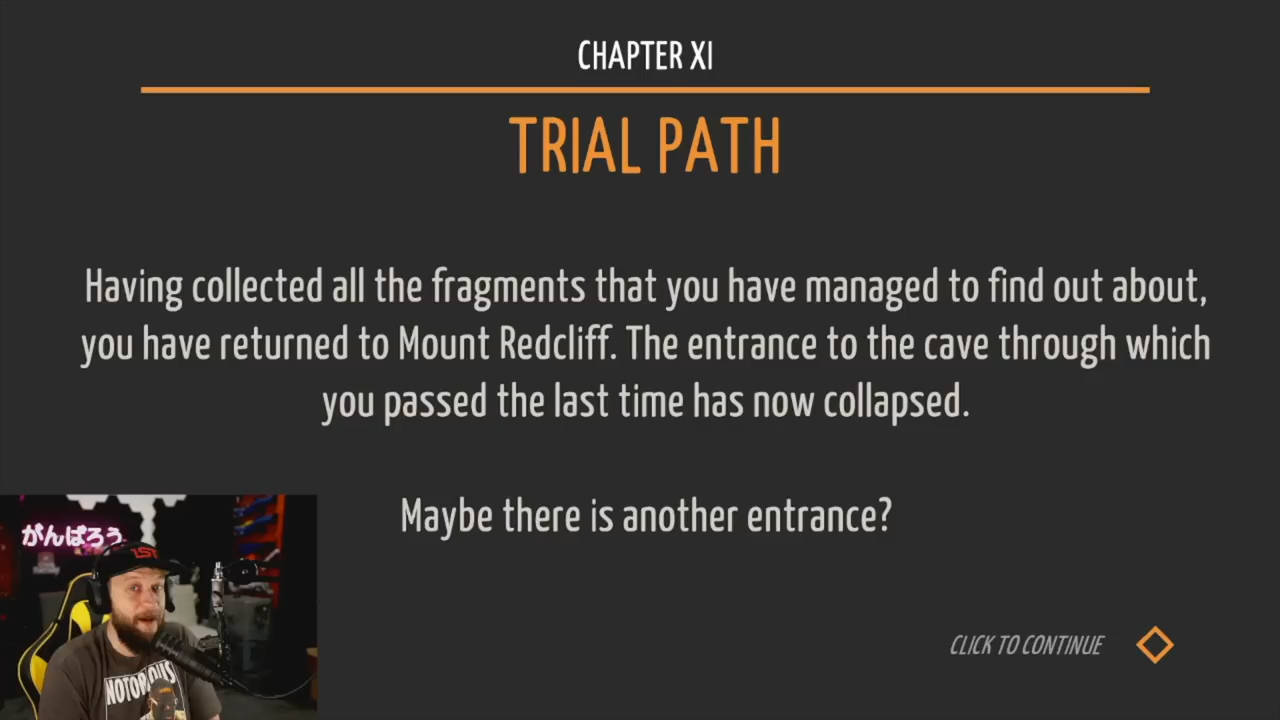 CHAPTER XI
TRIAL PATH
Having collected all the fragments that you have managed to find out about,
you have returned to Mount Redcliff. The entrance to the cave through which
you passed the last time has now collapsed.
Maybe there is another entrance?
がんばろう
NOTORIOUS
CLICK TO CONTINUE